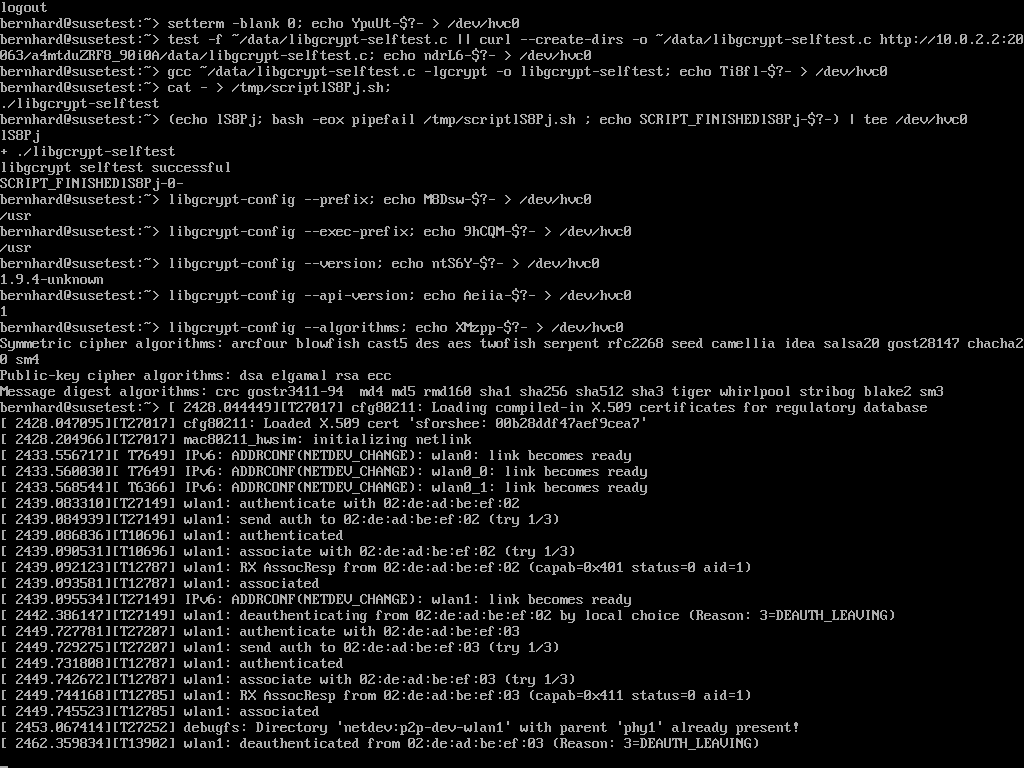 logout
bernhard@susetest:~> setterm -blank 0; echo YpuUt-$?- > /dev/hvc0
bernhard@susetest:~> test -f ~/data/libgcrypt-selftest.c || curl --create-dirs -o ~/data/libgcrypt-selftest.c http://10.0.2.2:20
063/a4mtduZRF8_90i0A/data/libgcrypt-selftest.c; echo ndrL6-$?- > /dev/hvc0
bernhard@susetest:~> gcc ~/data/libgcrypt-selftest.c -lgcrypt -o libgcrypt-selftest; echo Ti8fl-$?- > /dev/hvc0
bernhard@susetest:~> cat - > /tmp/scriptlS8Pj.sh;
./libgcrypt-selftest
bernhard@susetest:~> (echo lS8Pj; bash -eox pipefail /tmp/scriptlS8Pj.sh ; echo SCRIPT_FINISHEDlS8Pj-$?-) | tee /dev/hvc0
lS8Pj
+ ./libgcrypt-selftest
libgcrypt selftest successful
SCRIPT_FINISHEDlS8Pj-0-
bernhard@susetest:~> libgcrypt-config --prefix; echo M8Dsw-$?- > /dev/hvc0
/usr
bernhard@susetest:~> libgcrypt-config --exec-prefix; echo 9hCQM-$?- > /dev/hvc0
/usr
bernhard@susetest:~> libgcrypt-config --version; echo ntS6Y-$?- > /dev/hvc0
1.9.4-unknown
bernhard@susetest:~> libgcrypt-config --api-version; echo Aeiia-$?- > /dev/hvc0
1
bernhard@susetest:~> libgcrypt-config --algorithms; echo XMzpp-$?- > /dev/hvc0
Symmetric cipher algorithms: arcfour blowfish cast5 des aes twofish serpent rfc2268 seed camellia idea salsa20 gost28147 chacha2
0 sm4
Public-key cipher algorithms: dsa elgamal rsa ecc
Message digest algorithms: crc gostr3411-94  md4 md5 rmd160 sha1 sha256 sha512 sha3 tiger whirlpool stribog blake2 sm3
bernhard@susetest:~> [ 2428.044449][T27017] cfg80211: Loading compiled-in X.509 certificates for regulatory database
[ 2428.047095][T27017] cfg80211: Loaded X.509 cert 'sforshee: 00b28ddf47aef9cea7'
[ 2428.204966][T27017] mac80211_hwsim: initializing netlink
[ 2433.556717][ T7649] IPv6: ADDRCONF(NETDEV_CHANGE): wlan0: link becomes ready
[ 2433.560030][ T7649] IPv6: ADDRCONF(NETDEV_CHANGE): wlan0_0: link becomes ready
[ 2433.568544][ T6366] IPv6: ADDRCONF(NETDEV_CHANGE): wlan0_1: link becomes ready
[ 2439.083310][T27149] wlan1: authenticate with 02:de:ad:be:ef:02
[ 2439.084939][T27149] wlan1: send auth to 02:de:ad:be:ef:02 (try 1/3)
[ 2439.086836][T10696] wlan1: authenticated
[ 2439.090531][T10696] wlan1: associate with 02:de:ad:be:ef:02 (try 1/3)
[ 2439.092123][T12787] wlan1: RX AssocResp from 02:de:ad:be:ef:02 (capab=0x401 status=0 aid=1)
[ 2439.093581][T12787] wlan1: associated
[ 2439.095534][T27149] IPv6: ADDRCONF(NETDEV_CHANGE): wlan1: link becomes ready
[ 2442.386147][T27149] wlan1: deauthenticating from 02:de:ad:be:ef:02 by local choice (Reason: 3=DEAUTH_LEAVING)
[ 2449.727781][T27207] wlan1: authenticate with 02:de:ad:be:ef:03
[ 2449.729275][T27207] wlan1: send auth to 02:de:ad:be:ef:03 (try 1/3)
[ 2449.731808][T12787] wlan1: authenticated
[ 2449.742672][T12787] wlan1: associate with 02:de:ad:be:ef:03 (try 1/3)
[ 2449.744168][T12785] wlan1: RX AssocResp from 02:de:ad:be:ef:03 (capab=0x411 status=0 aid=1)
[ 2449.745523][T12785] wlan1: associated
[ 2453.067414][T27252] debugfs: Directory 'netdev:p2p-dev-wlan1' with parent 'phy1' already present!
[ 2462.359834][T13902] wlan1: deauthenticated from 02:de:ad:be:ef:03 (Reason: 3=DEAUTH_LEAVING)